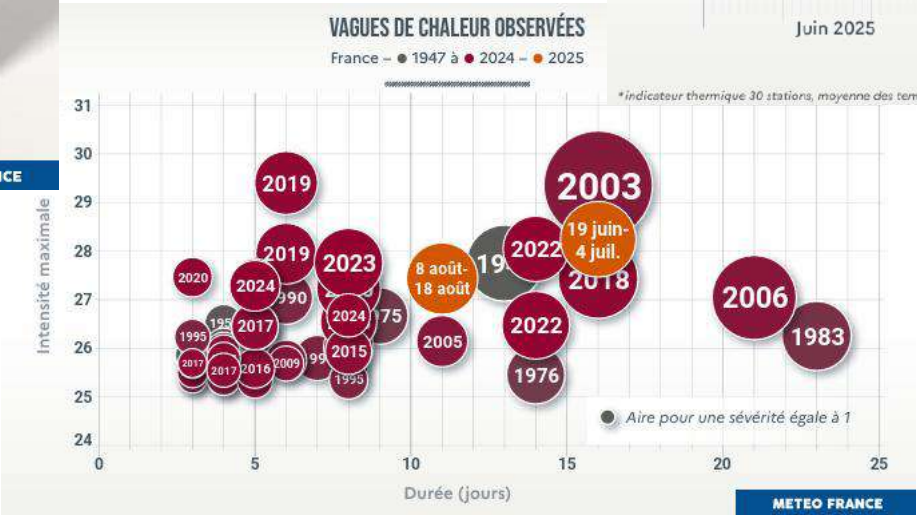 VAGUES DE CHALEUR OBSERVÉES
France – ● 1947 à ● 2024 – ● 2025
Juin 2025
*indicateur thermique 30 stations, moyenne des
CE
Intensité maximale
31
30
29
28
27
26
25
24
2003
2019
19 juin-
4 juil.
2019
2022
2023
8 août-
18 août
2020
2024
2018
2006
2024
2017
2022
1983
1995
2005
2015
2017
2017
2016
2009
1976
1995
Aire pour une sévérité égale à 1
0
5
10
15
20
25
Durée (jours)
METEO FRANCE